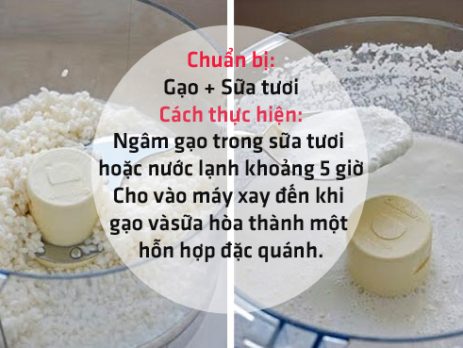 Chuẩn bị:
Gạo + Sữa tươi
Cách thực hiện:
Ngâm gạo trong sữa tươi
hoặc nước lạnh khoảng 5 giờ
Cho vào máy xay đến khi
gạo vàsữa hòa thành một
hỗn hợp đặc quánh.